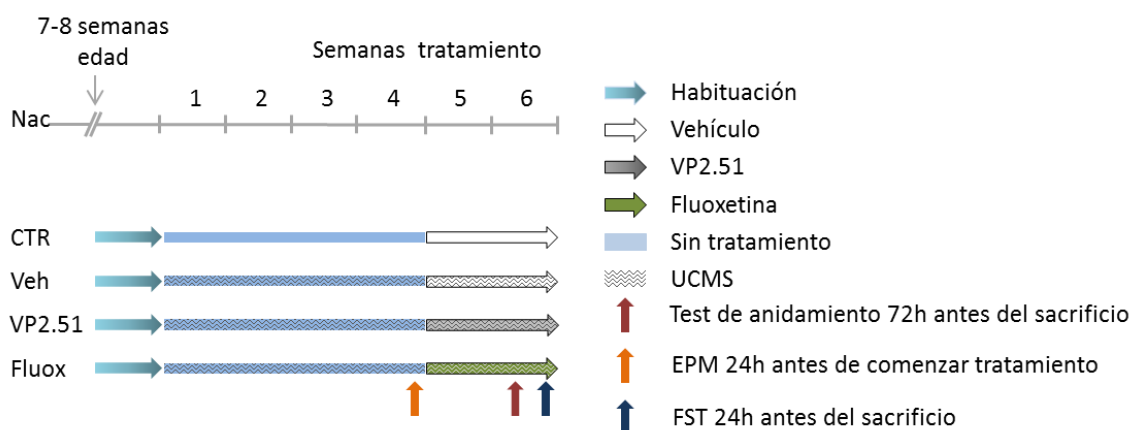 7-8 semanas
edad
Semanas tratamiento
1 2 3 4 5 6
Nac
CTR
Veh
VP2.51
Fluox
Habituación
Vehículo
VP2.51
Fluoxetina
Sin tratamiento
UCMS
Test de anidamiento 72h antes del sacrificio
EPM 24h antes de comenzar tratamiento
FST 24h antes del sacrificio